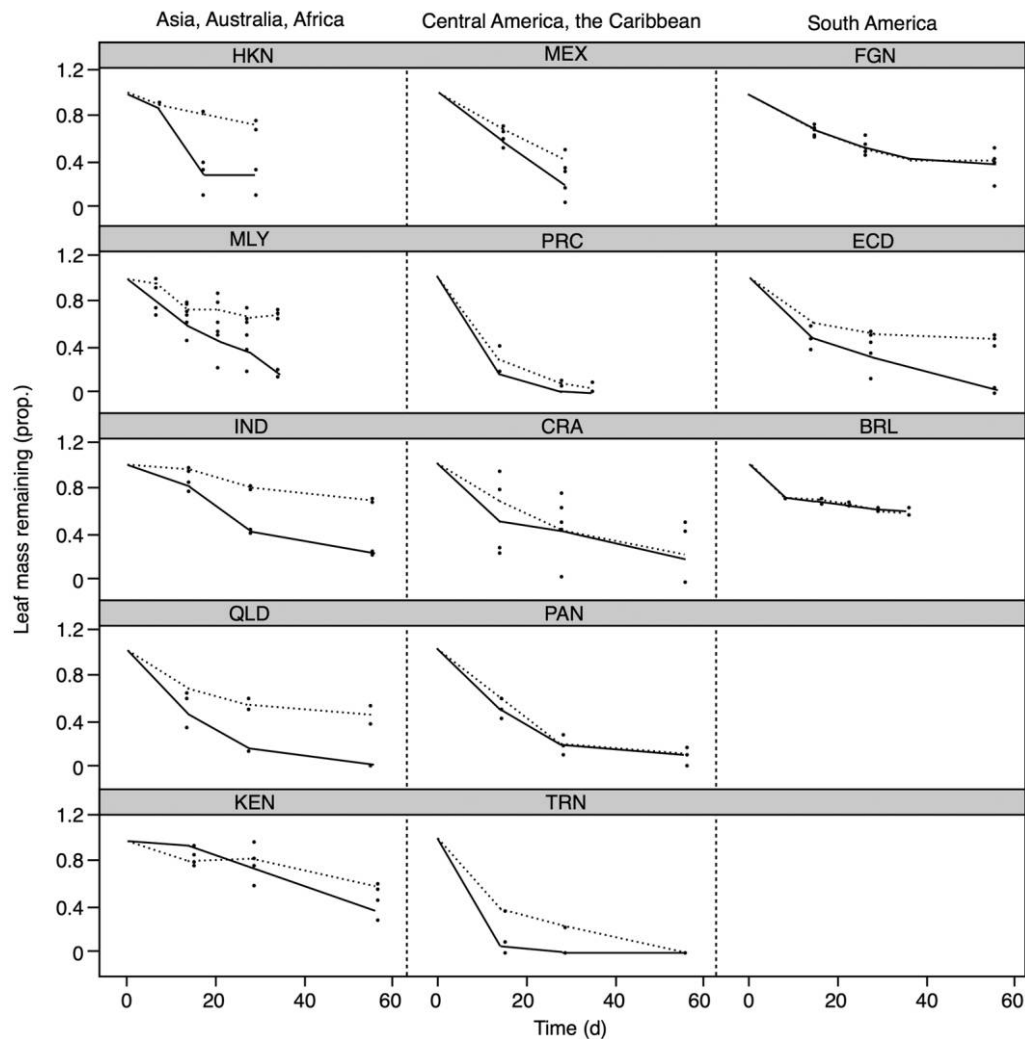 Asia, Australia, Africa
Central America, the Caribbean
South America
HKN
MEX
FGN
1.2
0.8
0.4
0
MLY
PRC
ECD
1.2
0.8
0.4
0
IND
CRA
BRL
1.2
0.8
0.4
0
QLD
PAN
1.2
0.8
0.4
0
KEN
TRN
1.2
0.8
0.4
0
Leaf mass remaining (prop.)
0 20 40 60
0 20 40 60
0 20 40 60
Time (d)